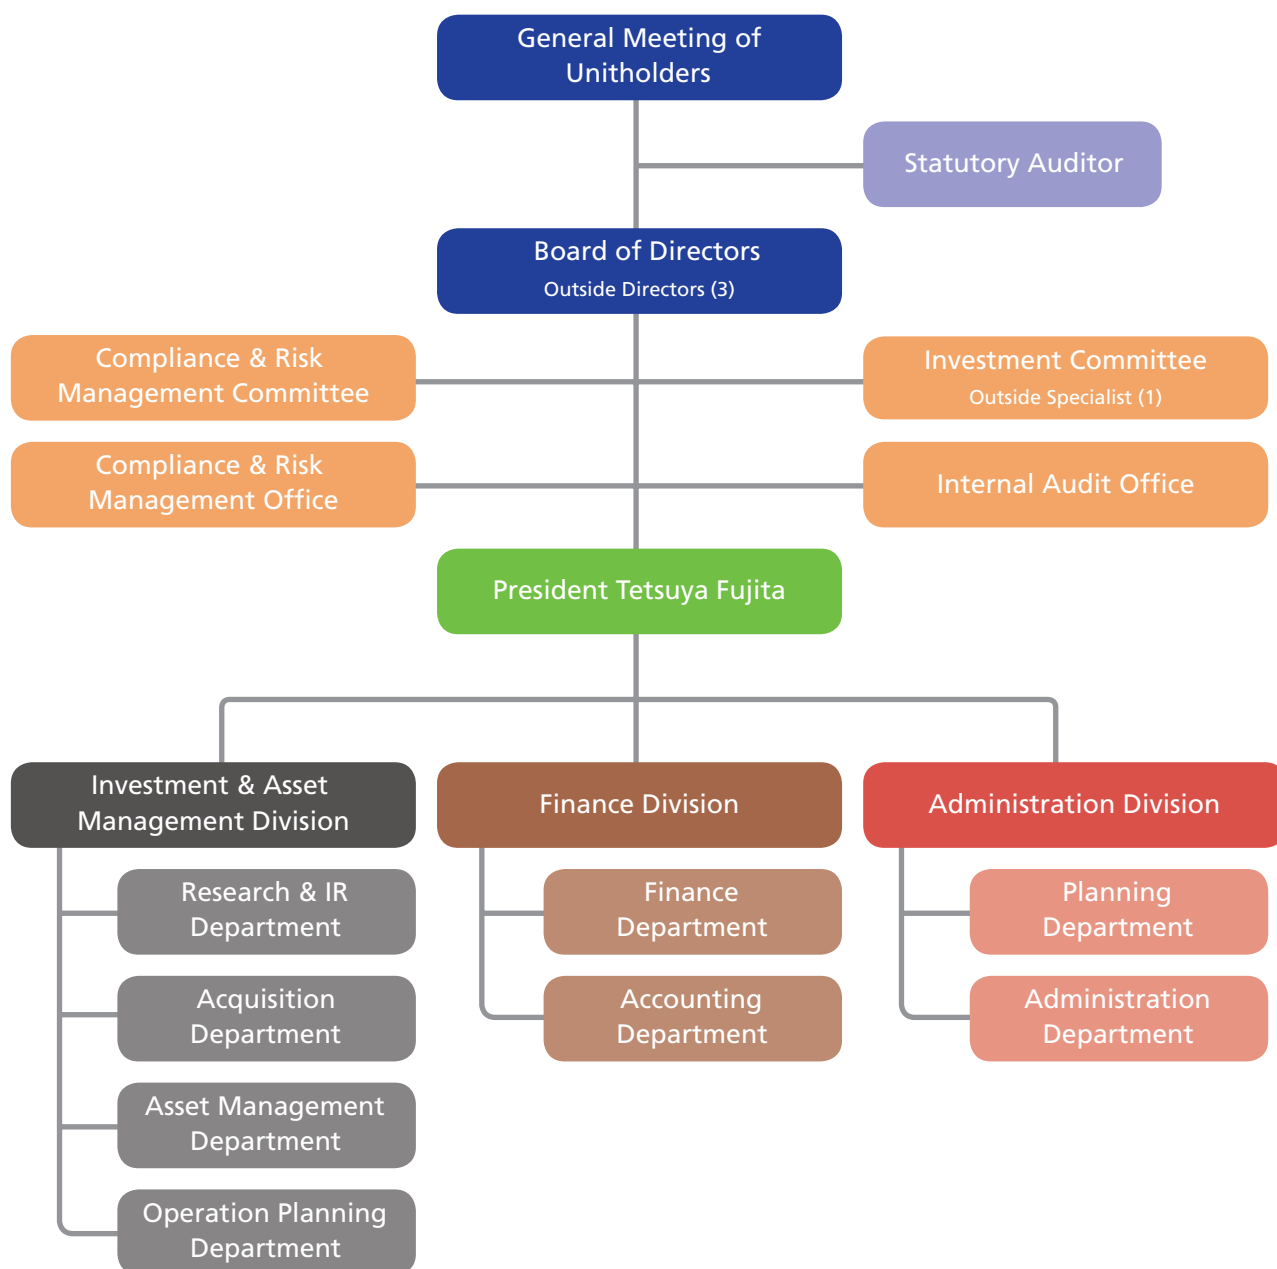 General Meeting of
Unitholders
Statutory Auditor
Board of Directors
Outside Directors (3)
Compliance & Risk
Management Committee
Investment Committee
Outside Specialist (1)
Compliance & Risk
Management Office
Internal Audit Office
President Tetsuya Fujita
Investment & Asset
Management Division
Finance Division
Administration Division
Research & IR
Department
Finance
Department
Planning
Department
Acquisition
Department
Accounting
Department
Administration
Department
Asset Management
Department
Operation Planning
Department